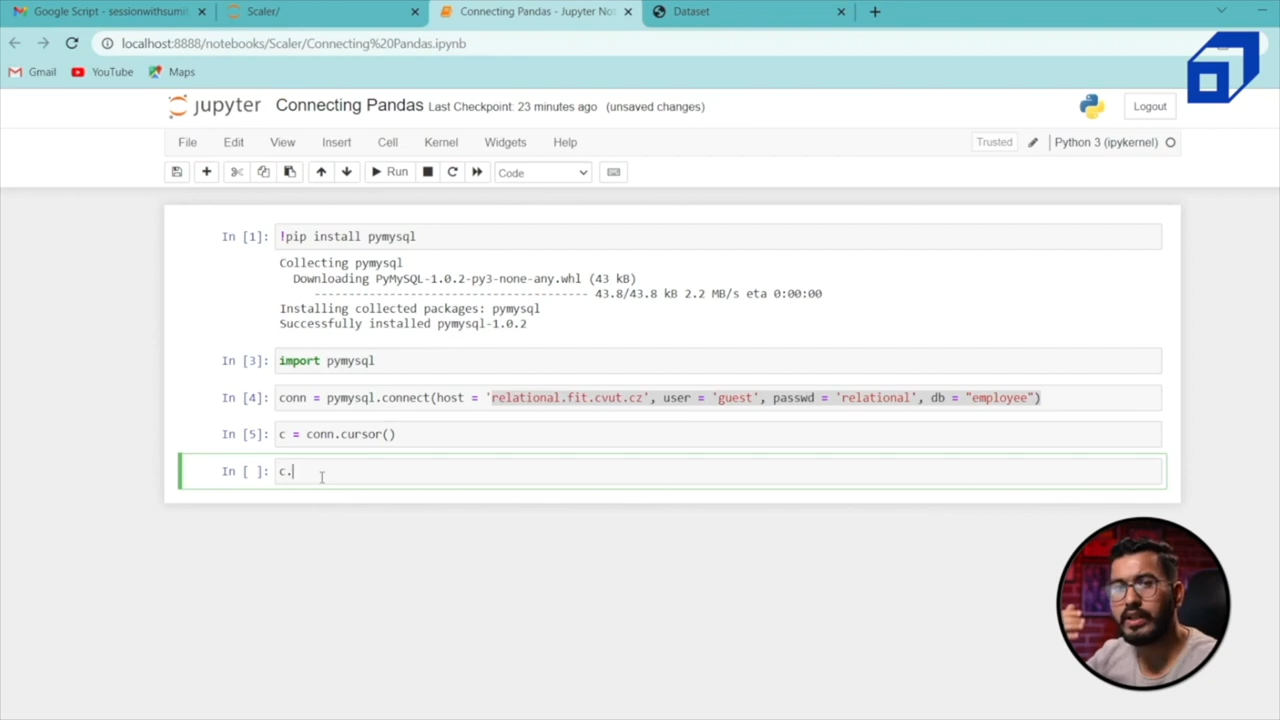 Google Script - sessionwithsumit
Scaler/
Connecting Pandas - Jupyter No
Dataset
localhost:8888/notebooks/Scaler/Connecting%20Pandas.ipynb
Gmail
YouTube
Maps
jupyter
Connecting Pandas
Last Checkpoint: 23 minutes ago
(unsaved changes)
Logout
File
Edit
View
Insert
Cell
Kernel
Widgets
Help
Trusted
Python 3 (ipykernel)
Run
Code
In [1]: !pip install pymysql
Collecting pymysql
Downloading PyMySQL-1.0.2-py3-none-any.whl (43 kB)
---------------------------------------- 43.8/43.8 kB 2.2 MB/s eta 0:00:00
Installing collected packages: pymysql
Successfully installed pymysql-1.0.2
In [3]: import pymysql
In [4]: conn = pymysql.connect(host = 'relational.fit.cvut.cz', user = 'guest', passwd = 'relational', db = "employee")
In [5]: c = conn.cursor()
In [ ]: c.